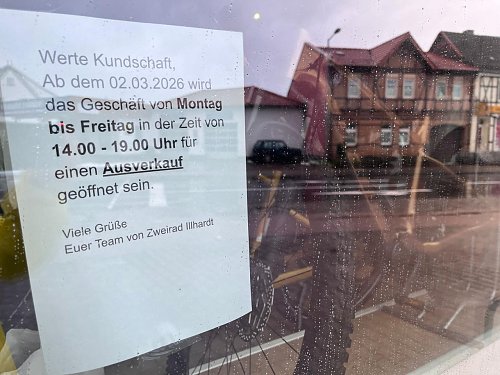 Werte Kundschaft,
Ab dem 02.03.2026 wird
das Geschäft von Montag
bis Freitag in der Zeit von
14.00 - 19.00 Uhr für
einen Ausverkauf
geöffnet sein.
Viele Grüße
Euer Team von Zweirad Illhardt